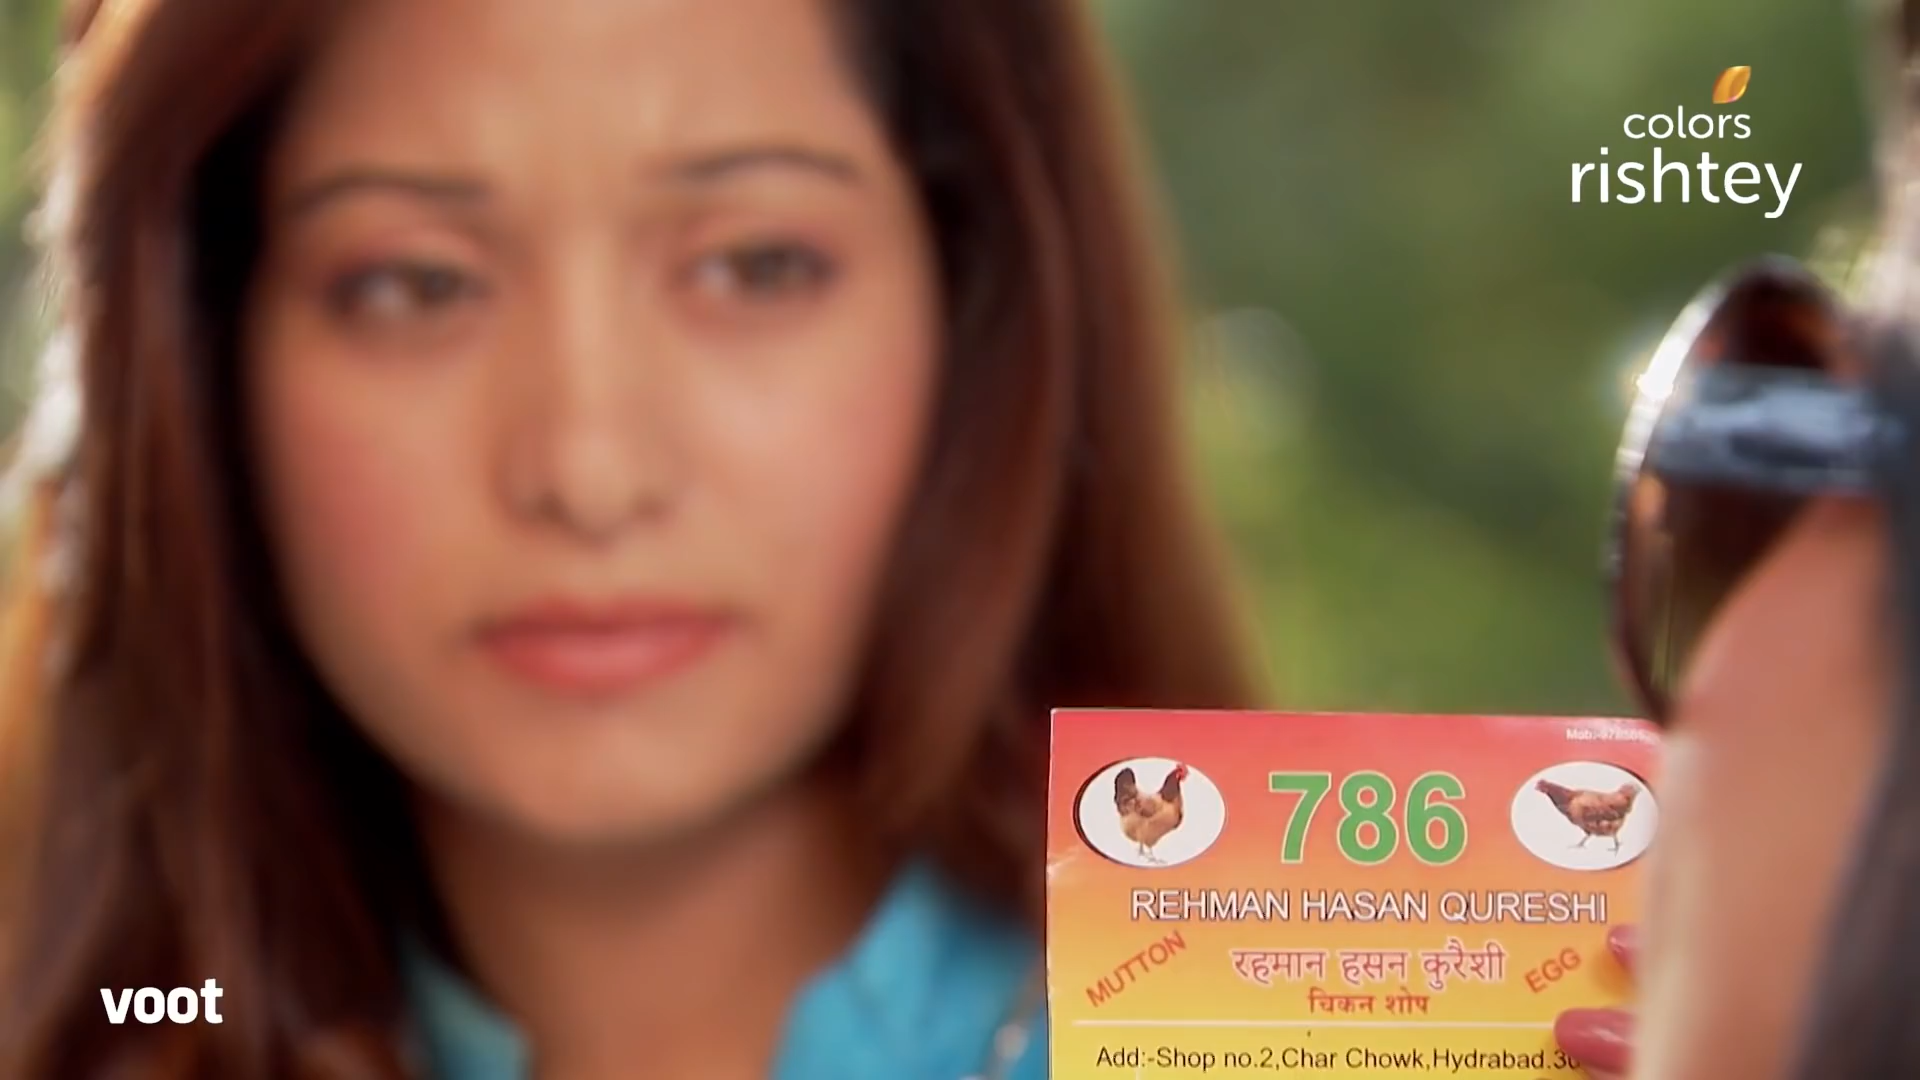 colors
rishtey
Mob:-
786
REHMAN HASAN QURESHI
MUTTON
रहमान हसन कुरैशी
EGG
चिकन शोप
Add:-Shop no.2,Char Chowk,Hydrabad.
voot